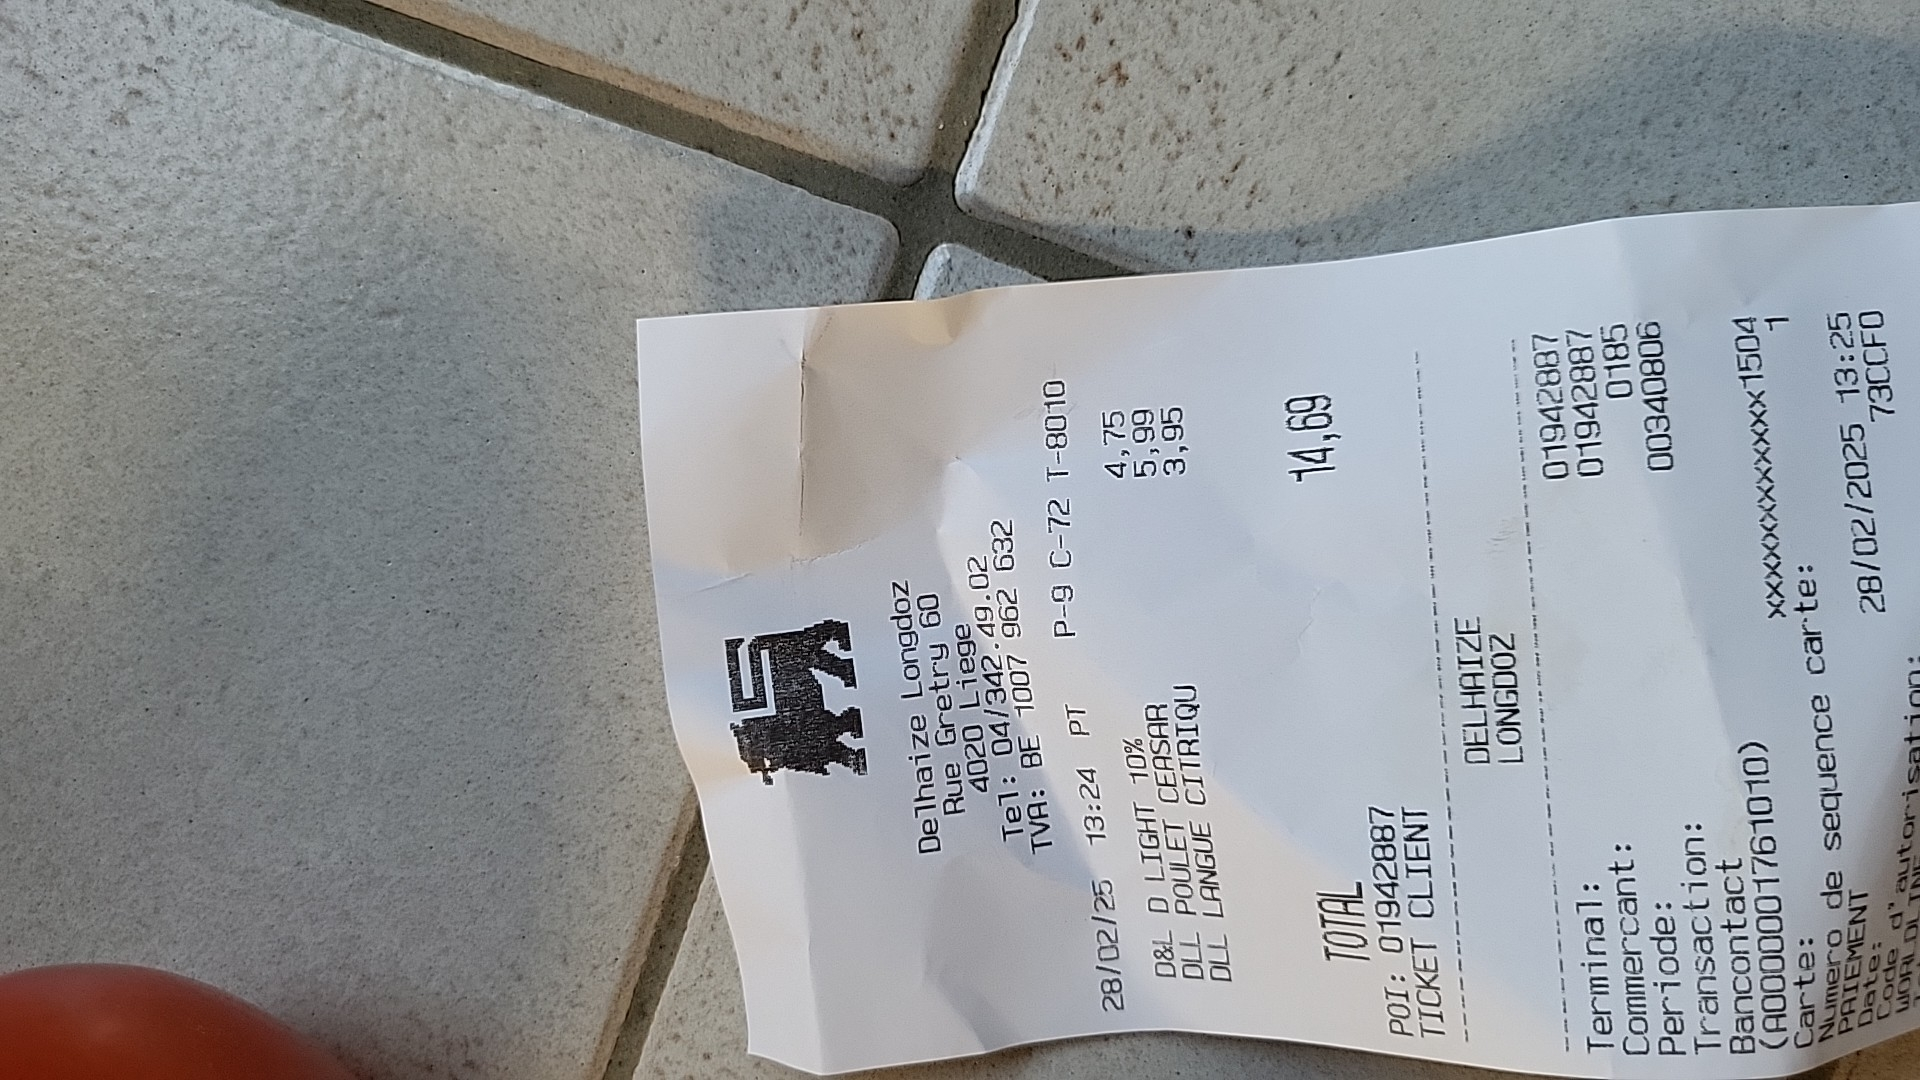 Delhaize Longdoz
Rue Gretry 60
4020 Liege
Tel: 04/342.49.02
TVA: BE 1007 962 632
28/02/25 13:24 PT P-9 C-72 T-8010
D&L D LIGHT 10% 4,75
DLL POULET CEASAR 5,99
DLL LANGUE CITRIQU 3,95
TOTAL 14,69
POI: 01942887
TICKET CLIENT
DELHAIZE
LONGDOZ
Terminal: 01942887
Commercant: 01942887
Periode: 0185
Transaction: 00340806
Bancontact
(A0000001761010)
Carte: xxxxxxxxxxxxx1504
Numero de sequence carte: 1
PAIEMENT
Date: 28/02/2025 13:25
Code d'autorisation: 73CCFD
WORLDLINE